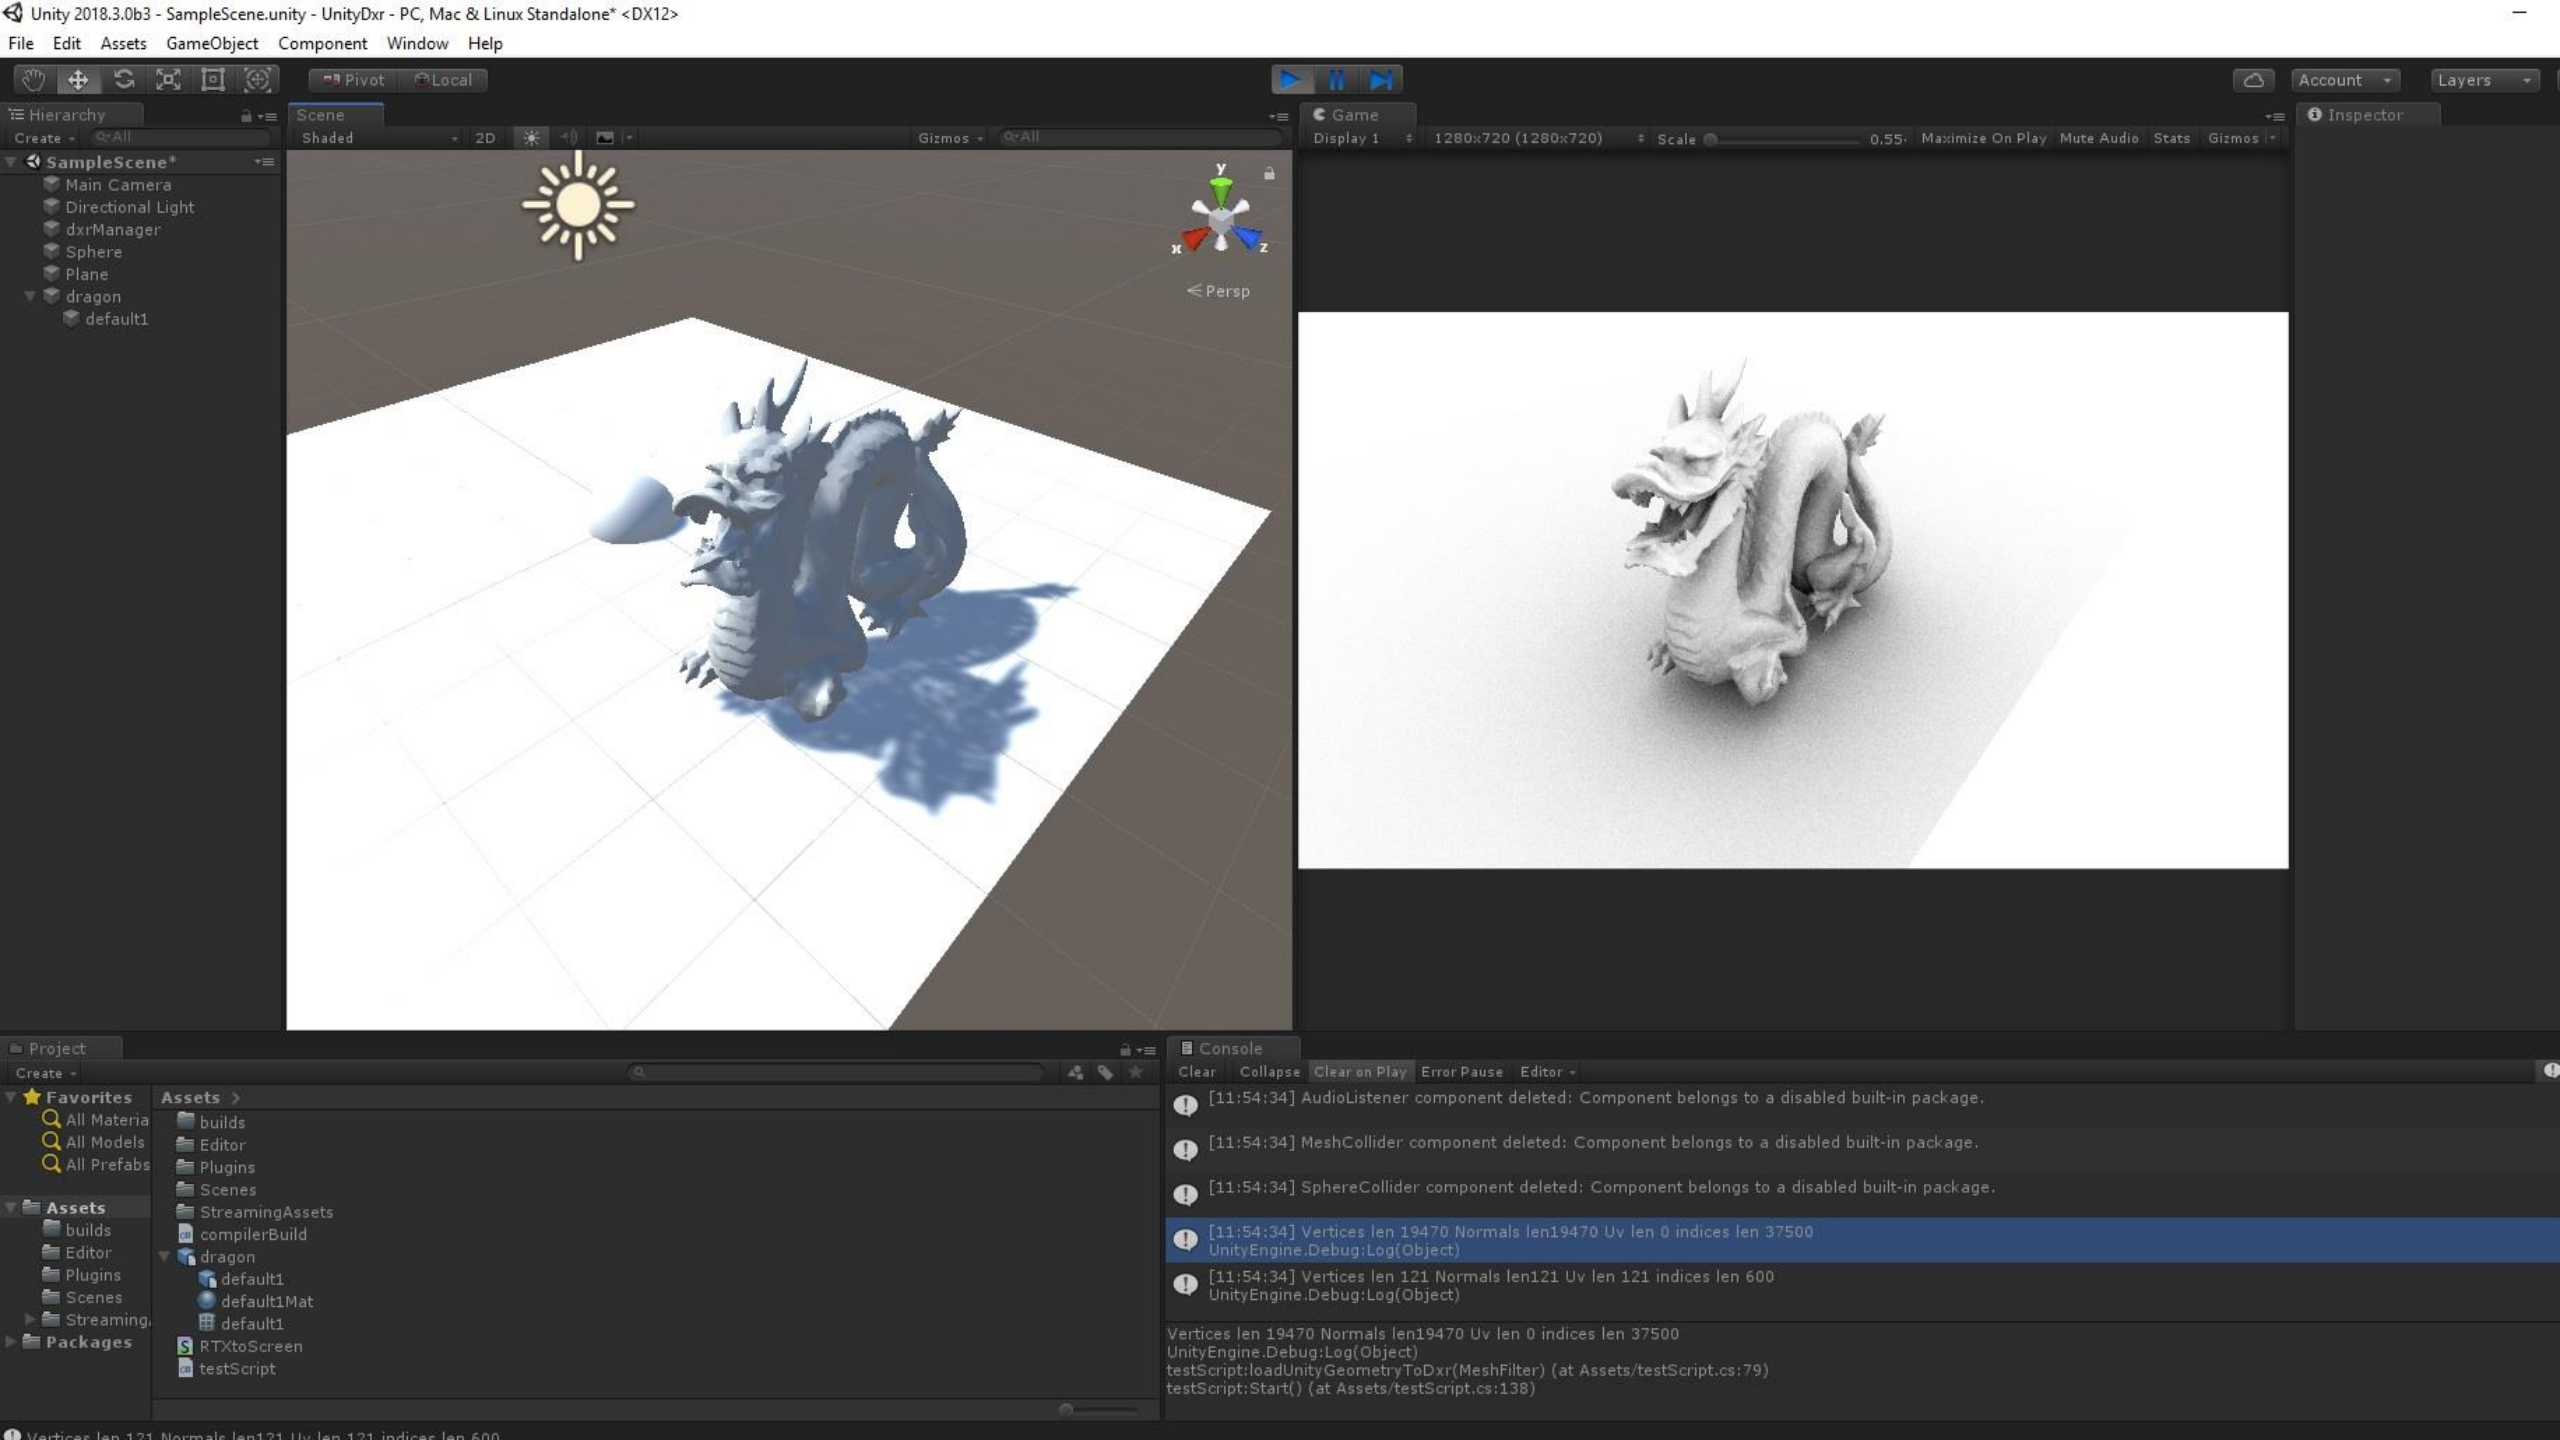 Unity 2018.3.0b3 - SampleScene.unity - UnityDxr - PC, Mac & Linux Standalone* <DX12>
File Edit Assets GameObject Component Window Help
Pivot Local Account Layers
Hierarchy
Create All
SampleScene*
Main Camera
Directional Light
dxrManager
Sphere
Plane
dragon
default1
Scene
Shaded 2D Gizmos All
y
x
z
Persp
Game
Display 1 1280x720 (1280x720) Scale 0.55 Maximize On Play Mute Audio Stats Gizmos
Inspector
Project
Create
Favorites
All Materia
All Models
All Prefabs
Assets
builds
Editor
Plugins
Scenes
Streaming
Packages
Assets >
builds
Editor
Plugins
Scenes
StreamingAssets
compilerBuild
dragon
default1
default1Mat
default1
RTXtoScreen
testScript
Console
Clear Collapse Clear on Play Error Pause Editor
[11:54:34] AudioListener component deleted: Component belongs to a disabled built-in package.
[11:54:34] MeshCollider component deleted: Component belongs to a disabled built-in package.
[11:54:34] SphereCollider component deleted: Component belongs to a disabled built-in package.
[11:54:34] Vertices len 19470 Normals len19470 Uv len 0 indices len 37500
UnityEngine.Debug:Log(Object)
[11:54:34] Vertices len 121 Normals len121 Uv len 121 indices len 600
UnityEngine.Debug:Log(Object)
Vertices len 19470 Normals len19470 Uv len 0 indices len 37500
UnityEngine.Debug:Log(Object)
testScript:loadUnityGeometryToDxr(MeshFilter) (at Assets/testScript.cs:79)
testScript:Start() (at Assets/testScript.cs:138)
Vertices len 121 Normals len121 Uv len 121 indices len 600